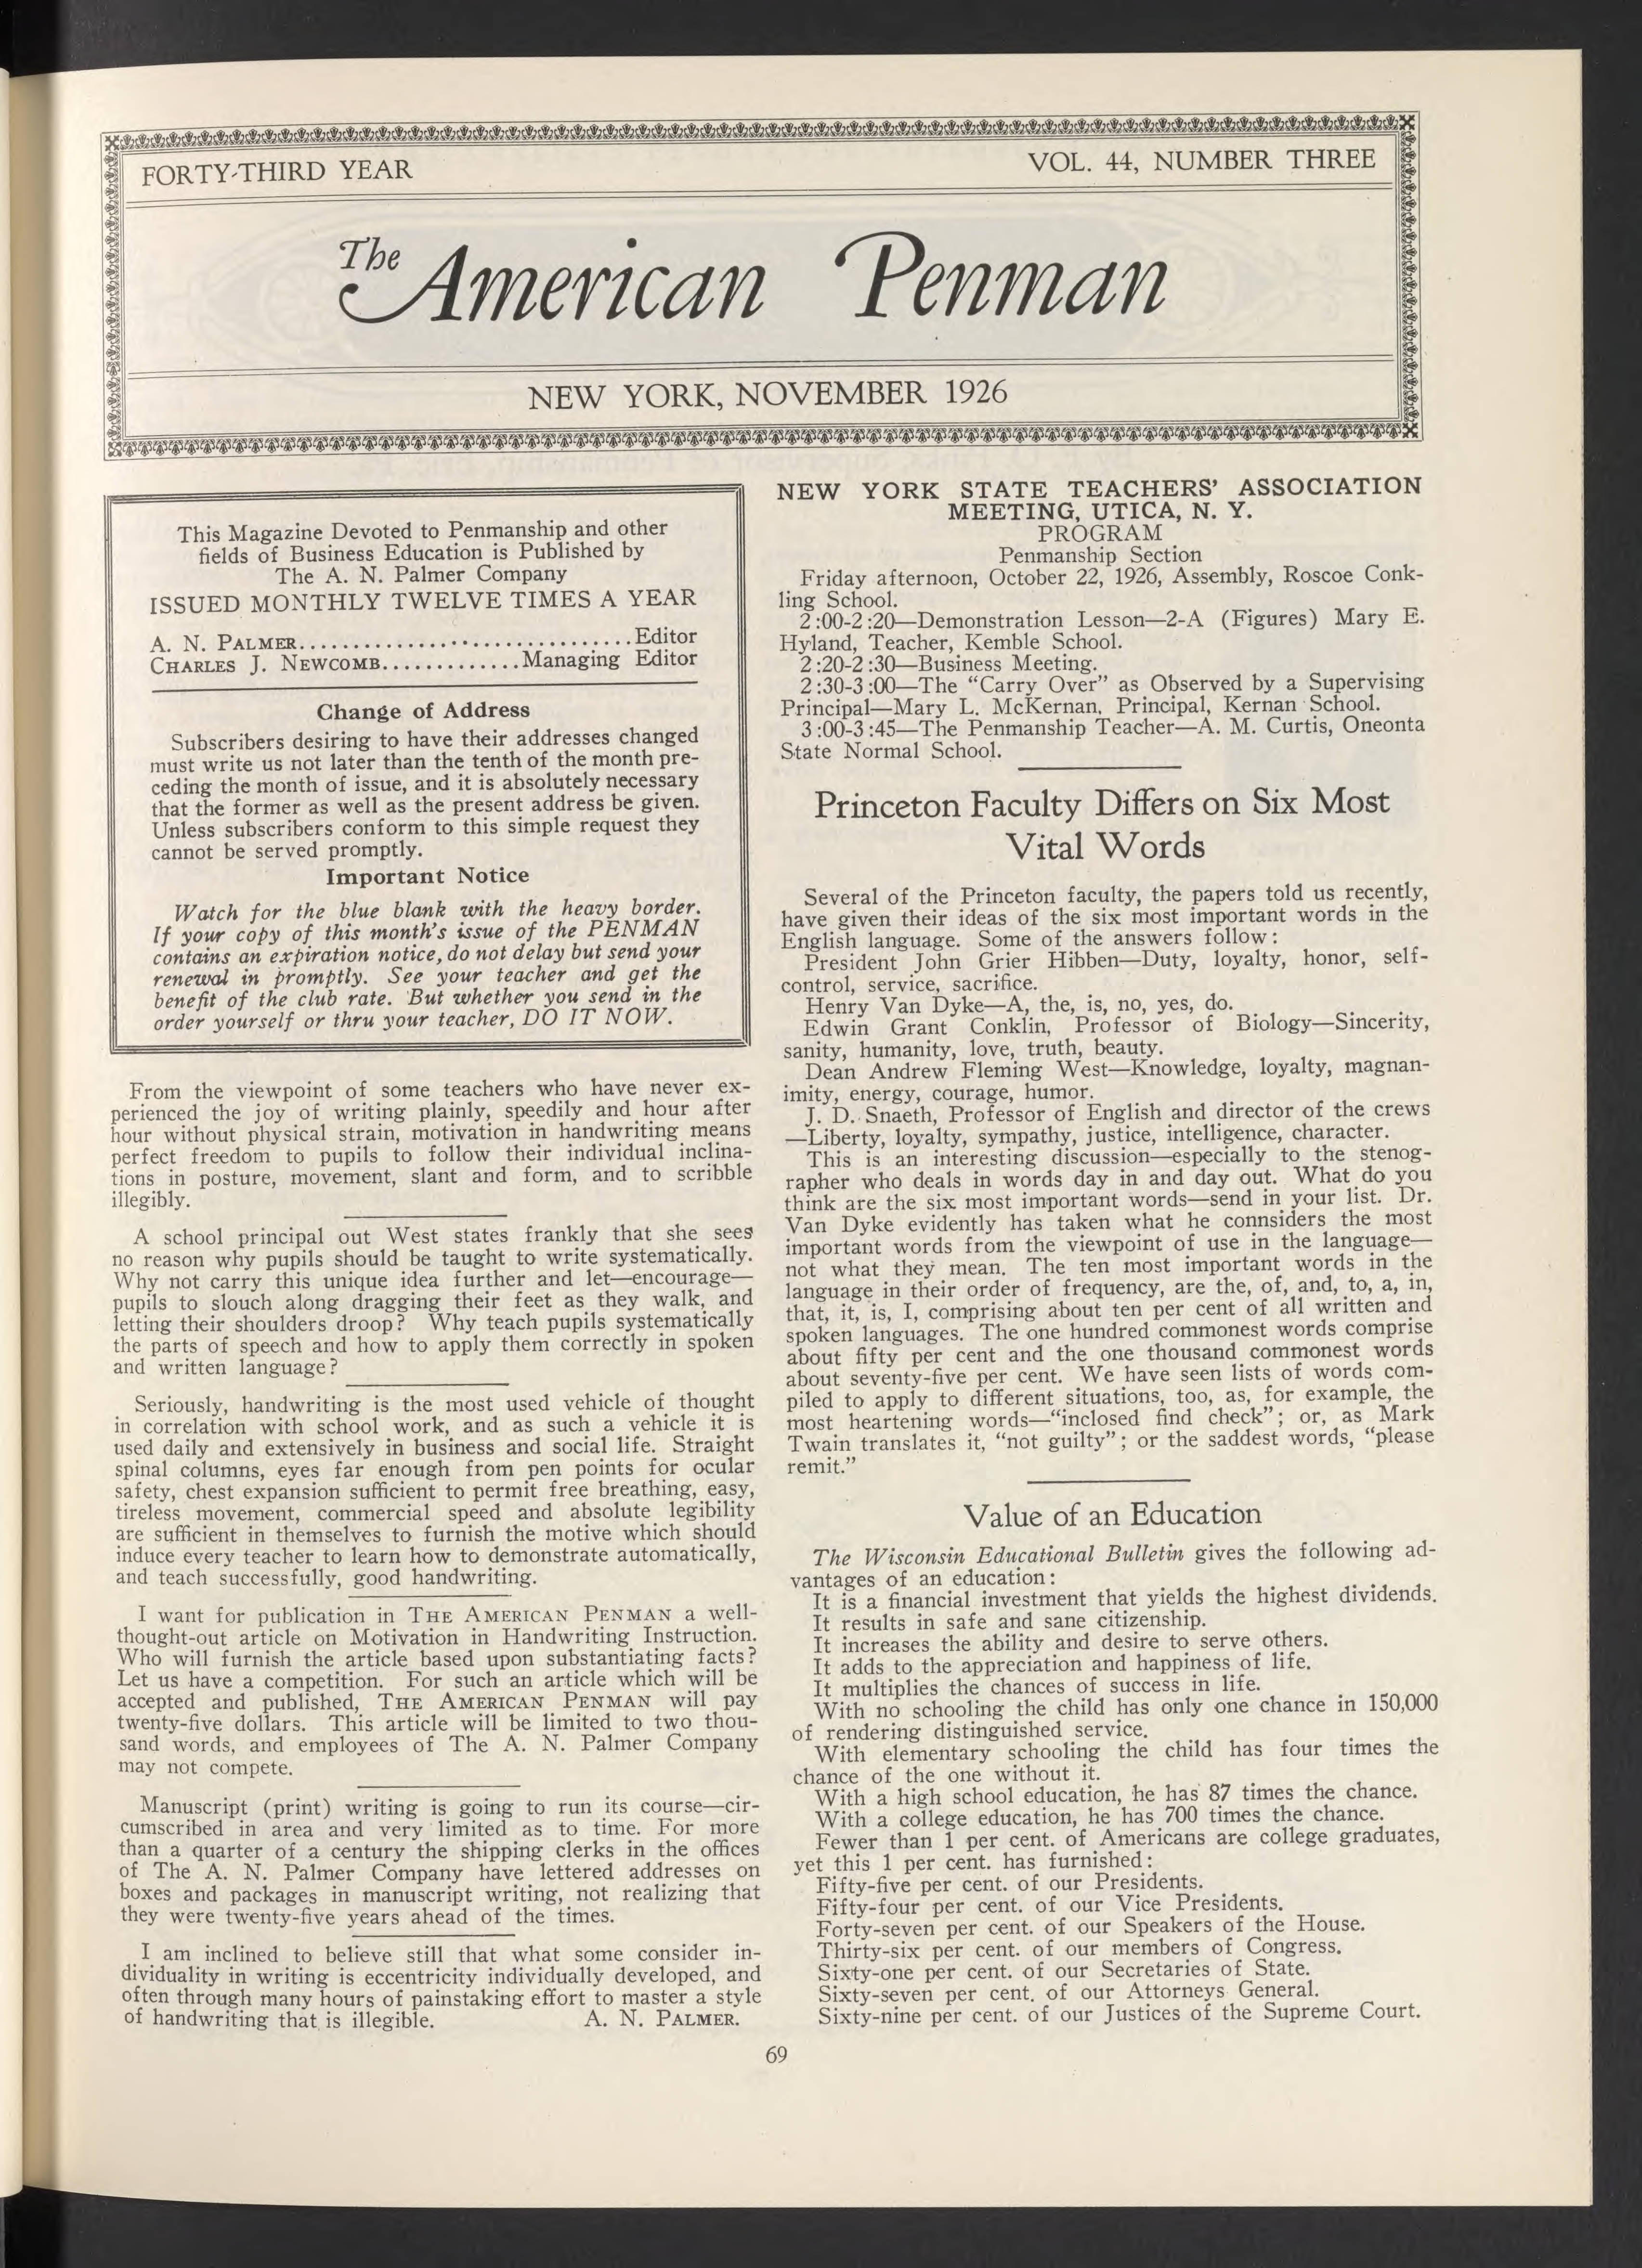 FORTY-THIRD YEAR
VOL. 44, NUMBER THREE
The American Penman
NEW YORK, NOVEMBER 1926
This Magazine Devoted to Penmanship and other
fields of Business Education is Published by
The A. N. Palmer Company
ISSUED MONTHLY TWELVE TIMES A YEAR
A. N. PALMER................................Editor
CHARLES J. NEWCOMB.............Managing Editor
Change of Address
Subscribers desiring to have their addresses changed
must write us not later than the tenth of the month pre-
ceding the month of issue, and it is absolutely necessary
that the former as well as the present address be given.
Unless subscribers conform to this simple request they
cannot be served promptly.
Important Notice
Watch for the blue blank with the heavy border.
If your copy of this month's issue of the PENMAN
contains an expiration notice, do not delay but send your
renewal in promptly. See your teacher and get the
benefit of the club rate. But whether you send in the
order yourself or thru your teacher, DO IT NOW.
From the viewpoint of some teachers who have never ex-
perienced the joy of writing plainly, speedily and hour after
hour without physical strain, motivation in handwriting means
perfect freedom to pupils to follow their individual inclina-
tions in posture, movement, slant and form, and to scribble
illegibly.
A school principal out West states frankly that she sees
no reason why pupils should be taught to write systematically.
Why not carry this unique idea further and let—encourage—
pupils to slouch along dragging their feet as they walk, and
letting their shoulders droop? Why teach pupils systematically
the parts of speech and how to apply them correctly in spoken
and written language?
Seriously, handwriting is the most used vehicle of thought
in correlation with school work, and as such a vehicle it is
used daily and extensively in business and social life. Straight
spinal columns, eyes far enough from pen points for ocular
safety, chest expansion sufficient to permit free breathing, easy,
tireless movement, commercial speed and absolute legibility
are sufficient in themselves to furnish the motive which should
induce every teacher to learn how to demonstrate automatically,
and teach successfully, good handwriting.
I want for publication in THE AMERICAN PENMAN a well-
thought-out article on Motivation in Handwriting Instruction.
Who will furnish the article based upon substantiating facts?
Let us have a competition. For such an article which will be
accepted and published, THE AMERICAN PENMAN will pay
twenty-five dollars. This article will be limited to two thou-
sand words, and employees of The A. N. Palmer Company
may not compete.
Manuscript (print) writing is going to run its course—cir-
cumscribed in area and very limited as to time. For more
than a quarter of a century the shipping clerks in the offices
of The A. N. Palmer Company have lettered addresses on
boxes and packages in manuscript writing, not realizing that
they were twenty-five years ahead of the times.
I am inclined to believe still that what some consider in-
dividuality in writing is eccentricity individually developed, and
often through many hours of painstaking effort to master a style
of handwriting that is illegible. A. N. PALMER.
NEW YORK STATE TEACHERS' ASSOCIATION
MEETING, UTICA, N. Y.
PROGRAM
Penmanship Section
Friday afternoon, October 22, 1926, Assembly, Roscoe Conk-
ling School.
2:00-2:20—Demonstration Lesson—2-A (Figures) Mary E.
Hyland, Teacher, Kemble School.
2:20-2:30—Business Meeting.
2:30-3:00—The "Carry Over" as Observed by a Supervising
Principal—Mary L. McKernan, Principal, Kernan School.
3:00-3:45—The Penmanship Teacher—A. M. Curtis, Oneonta
State Normal School.
Princeton Faculty Differs on Six Most
Vital Words
Several of the Princeton faculty, the papers told us recently,
have given their ideas of the six most important words in the
English language. Some of the answers follow:
President John Grier Hibben—Duty, loyalty, honor, self-
control, service, sacrifice.
Henry Van Dyke—A, the, is, no, yes, do.
Edwin Grant Conklin, Professor of Biology—Sincerity,
sanity, humanity, love, truth, beauty.
Dean Andrew Fleming West—Knowledge, loyalty, magnan-
imity, energy, courage, humor.
J. D. Snaeth, Professor of English and director of the crews
—Liberty, loyalty, sympathy, justice, intelligence, character.
This is an interesting discussion—especially to the stenog-
rapher who deals in words day in and day out. What do you
think are the six most important words—send in your list. Dr.
Van Dyke evidently has taken what he connsiders the most
important words from the viewpoint of use in the language—
not what they mean. The ten most important words in the
language in their order of frequency, are the, of, and, to, a, in,
that, it, is, I, comprising about ten per cent of all written and
spoken languages. The one hundred commonest words comprise
about fifty per cent and the one thousand commonest words
about seventy-five per cent. We have seen lists of words com-
piled to apply to different situations, too, as, for example, the
most heartening words—"inclosed find check"; or, as Mark
Twain translates it, "not guilty"; or the saddest words, "please
remit."
Value of an Education
The Wisconsin Educational Bulletin gives the following ad-
vantages of an education:
It is a financial investment that yields the highest dividends.
It results in safe and sane citizenship.
It increases the ability and desire to serve others.
It adds to the appreciation and happiness of life.
It multiplies the chances of success in life.
With no schooling the child has only one chance in 150,000
of rendering distinguished service.
With elementary schooling the child has four times the
chance of the one without it.
With a high school education, he has 87 times the chance.
With a college education, he has 700 times the chance.
Fewer than 1 per cent. of Americans are college graduates,
yet this 1 per cent. has furnished:
Fifty-five per cent. of our Presidents.
Fifty-four per cent. of our Vice Presidents.
Forty-seven per cent. of our Speakers of the House.
Thirty-six per cent. of our members of Congress.
Sixty-one per cent. of our Secretaries of State.
Sixty-seven per cent. of our Attorneys General.
Sixty-nine per cent. of our Justices of the Supreme Court.
69